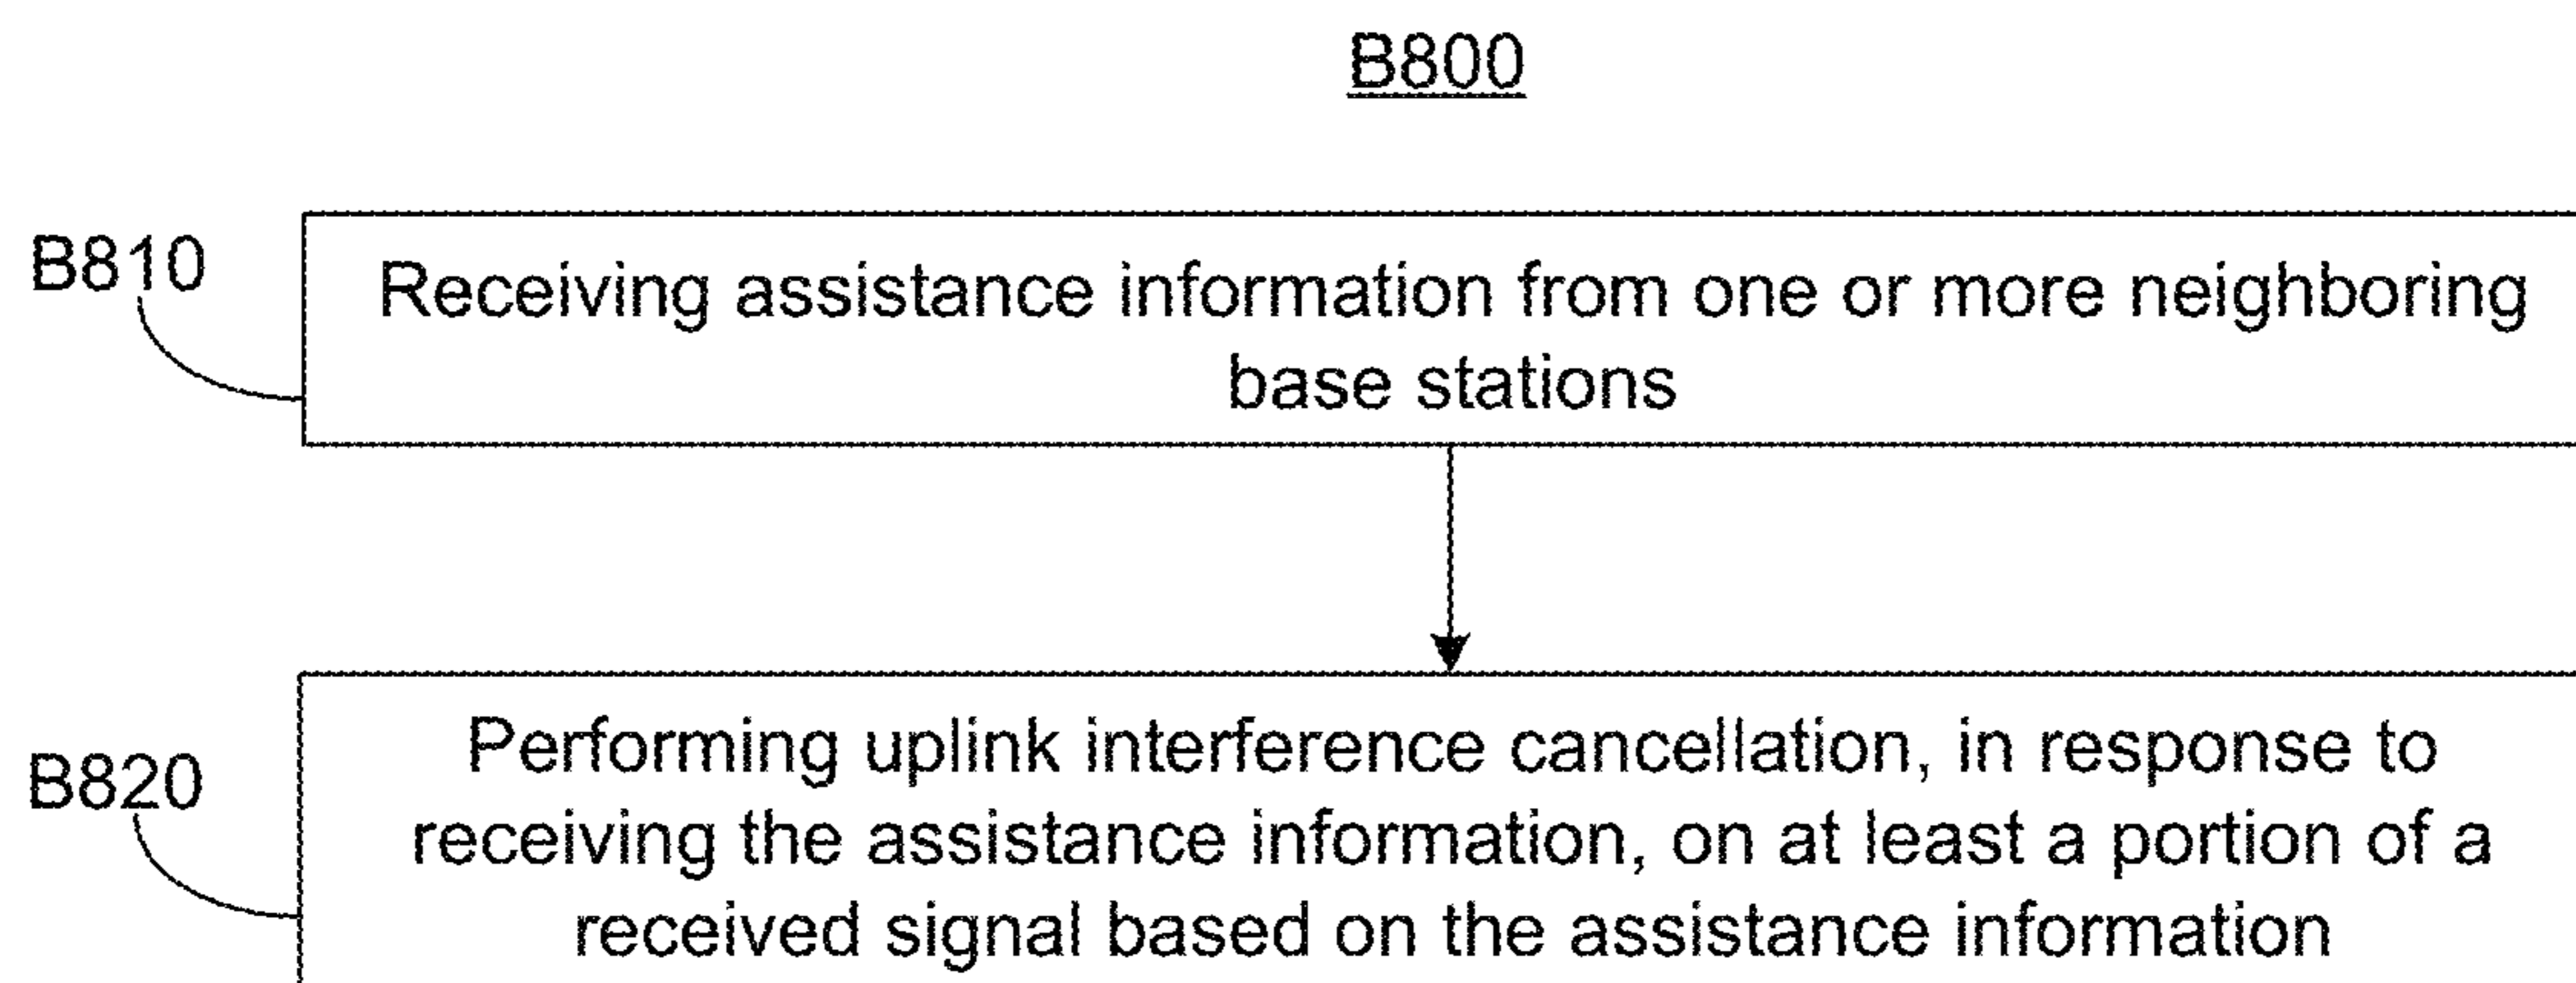 B800
B810
Receiving assistance information from one or more neighboring
base stations
B820
Performing uplink interference cancellation, in response to
receiving the assistance information, on at least a portion of a
received signal based on the assistance information